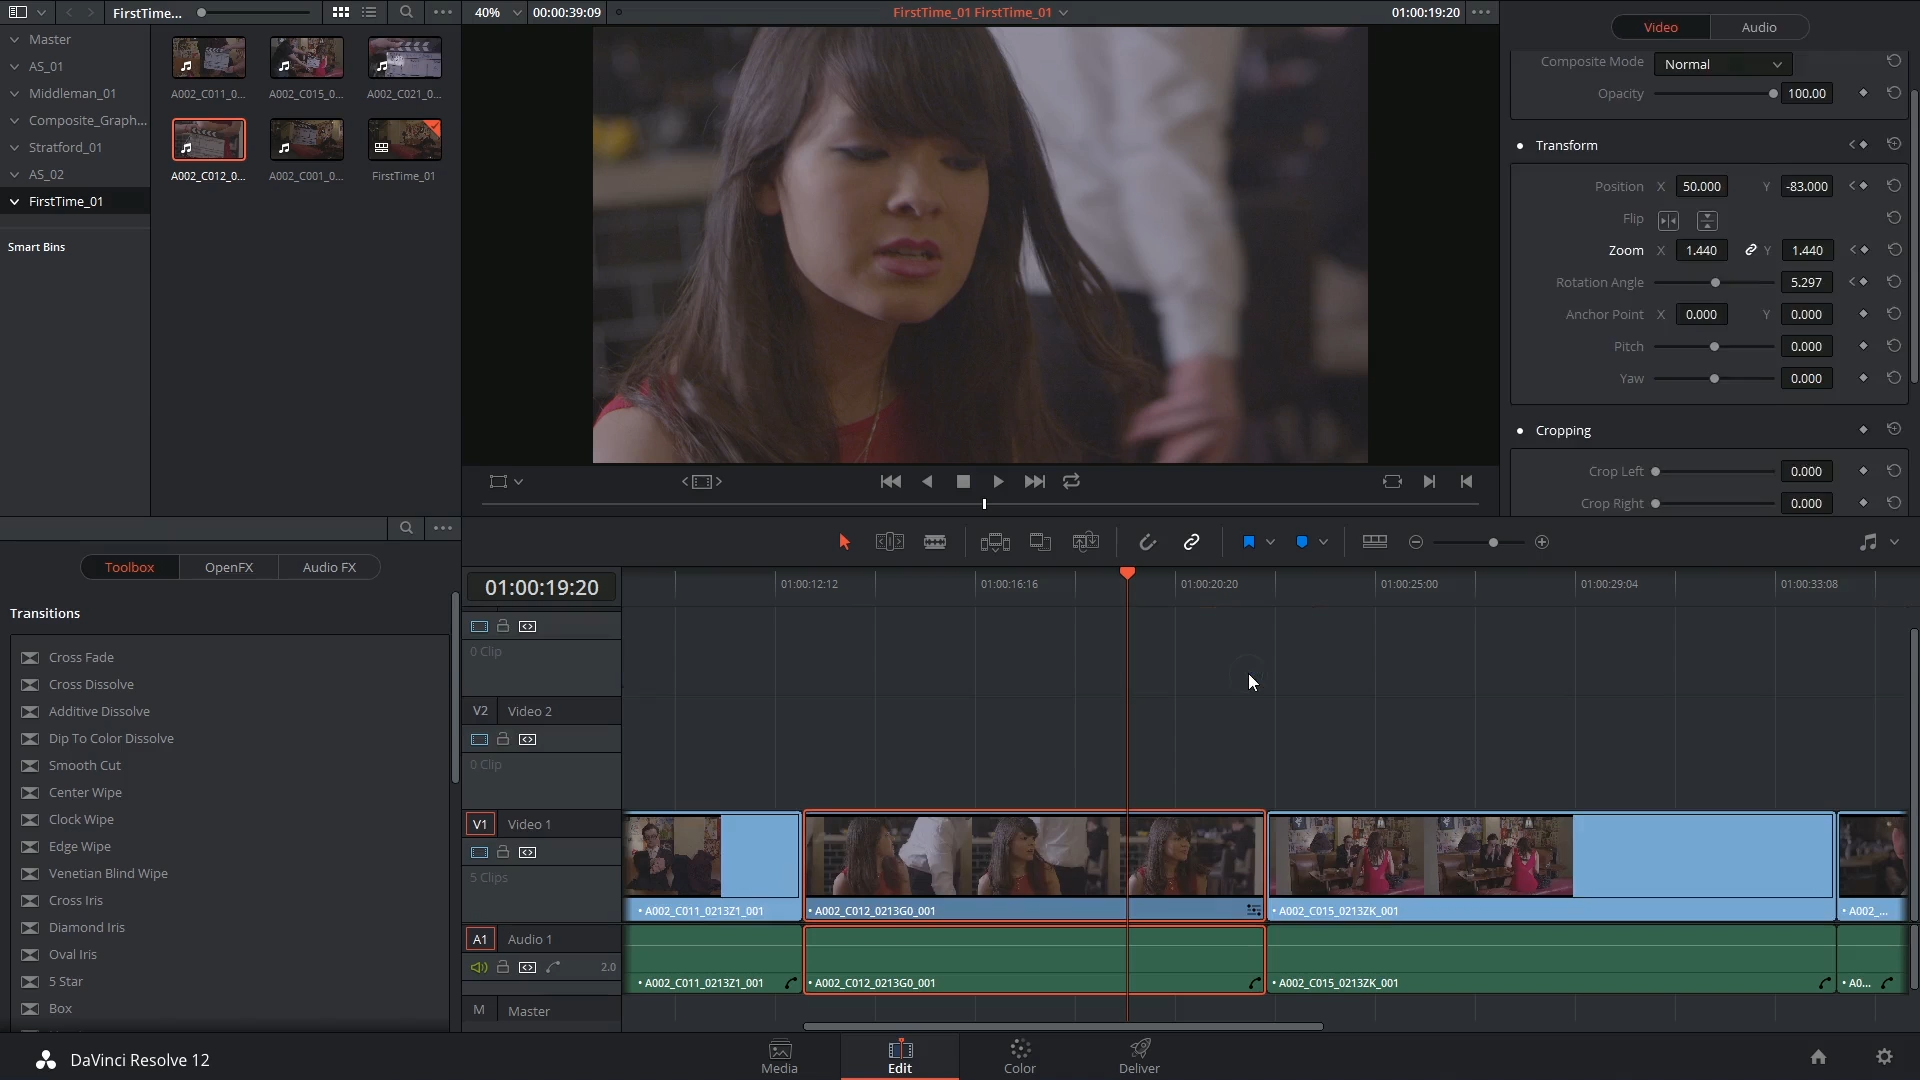 FirstTime...
40%
00:00:39:09
FirstTime_01 FirstTime_01
01:00:19:20
Video
Audio
Master
AS_01
Middleman_01
Composite_Graph...
Stratford_01
AS_02
FirstTime_01
Smart Bins
A002_C011_0...
A002_C015_0...
A002_C021_0...
A002_C012_0...
A002_C001_0...
FirstTime_01
Composite Mode
Normal
Opacity
100.00
Transform
Position X 50.000 Y -83.000
Flip
Zoom X 1.440 Y 1.440
Rotation Angle 5.297
Anchor Point X 0.000 Y 0.000
Pitch 0.000
Yaw 0.000
Cropping
Crop Left 0.000
Crop Right 0.000
Toolbox
OpenFX
Audio FX
Transitions
Cross Fade
Cross Dissolve
Additive Dissolve
Dip To Color Dissolve
Smooth Cut
Center Wipe
Clock Wipe
Edge Wipe
Venetian Blind Wipe
Cross Iris
Diamond Iris
Oval Iris
5 Star
Box
01:00:19:20
01:00:12:12
01:00:16:16
01:00:20:20
01:00:25:00
01:00:29:04
01:00:33:08
0 Clip
V2 Video 2
0 Clip
V1 Video 1
5 Clips
• A002_C011_0213Z1_001
• A002_C012_0213G0_001
• A002_C015_0213ZK_001
• A002_...
A1 Audio 1
2.0
• A002_C011_0213Z1_001
• A002_C012_0213G0_001
• A002_C015_0213ZK_001
• A0...
M Master
DaVinci Resolve 12
Media
Edit
Color
Deliver